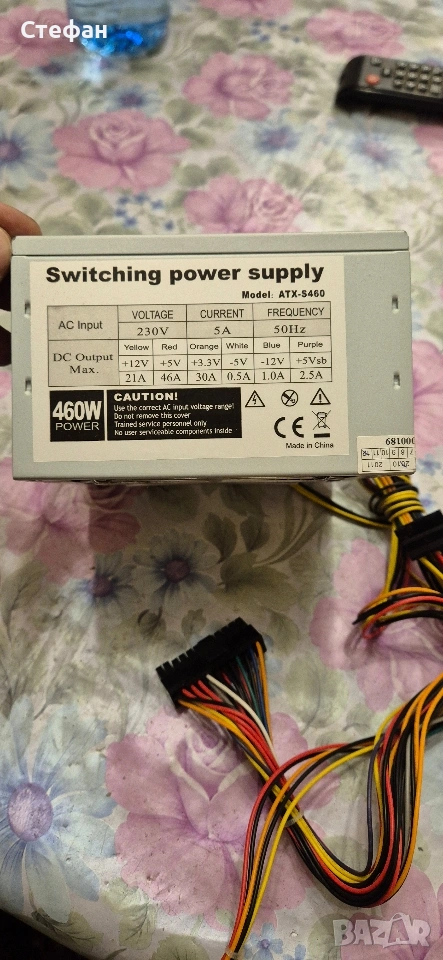 Стефан
Switching power supply
Model: ATX-S460
AC Input VOLTAGE CURRENT FREQUENCY
230V 5A 50Hz
DC Output Max. Yellow Red Orange White Blue Purple
+12V +5V +3.3V -5V -12V +5Vsb
21A 46A 30A 0.5A 1.0A 2.5A
460W POWER
CAUTION!
Use the correct AC input voltage range!
Do not remove this cover
Trained service personnel only
No user serviceable components inside
CE
Made in China
2010 2011
BAZAR